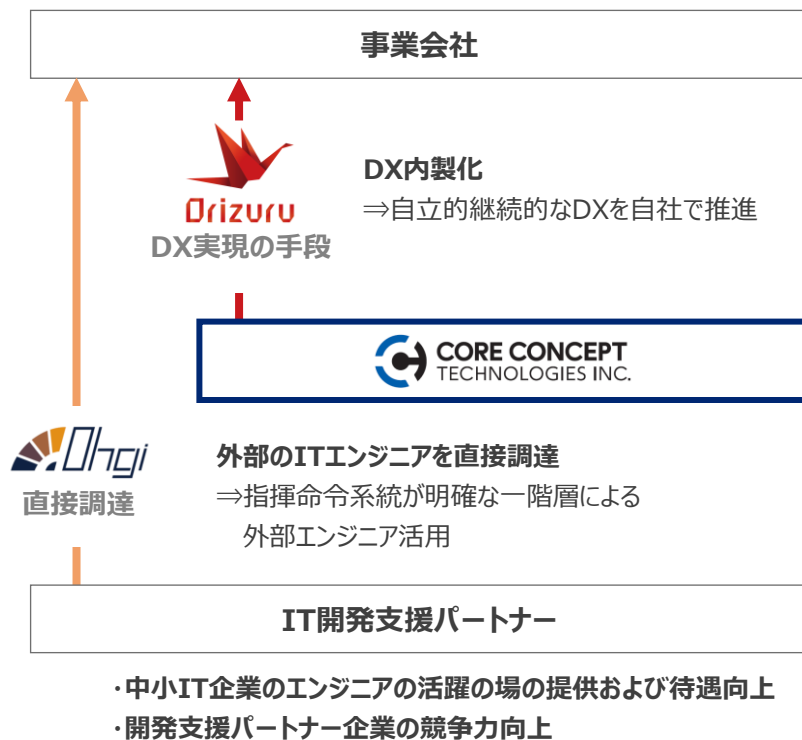 事業会社
Orizuru
DX実現の手段
DX内製化
⇒自立的継続的なDXを自社で推進
CORE CONCEPT
TECHNOLOGIES INC.
Ohgi
直接調達
外部のITエンジニアを直接調達
⇒指揮命令系統が明確な一階層による
外部エンジニア活用
IT開発支援パートナー
・中小IT企業のエンジニアの活躍の場の提供および待遇向上
・開発支援パートナー企業の競争力向上